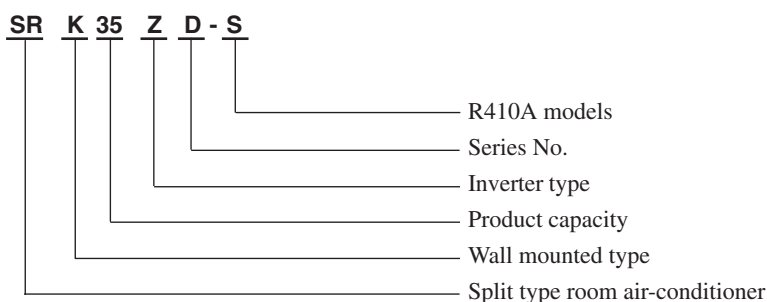 SR K 35 Z D - S
R410A models
Series No.
Inverter type
Product capacity
Wall mounted type
Split type room air-conditioner